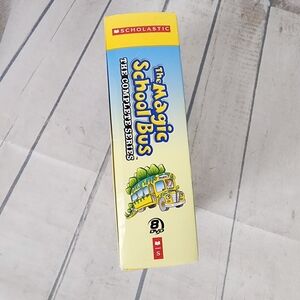 SCHOLASTIC
The Magic
School Bus
THE COMPLETE SERIES
8
DVD
S